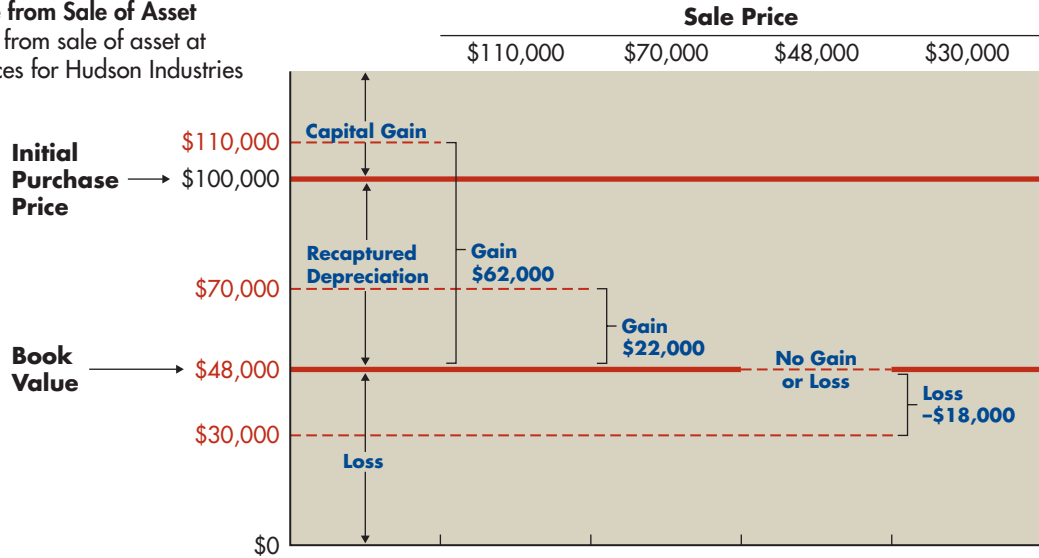 from Sale of Asset
from sale of asset at
for Hudson Industries
Sale Price
$110,000 $70,000 $48,000 $30,000
Capital Gain
$110,000
Initial
Purchase
Price
$100,000
Recaptured
Depreciation
Gain
$62,000
$70,000
Gain
$22,000
Book
Value
$48,000
No Gain
or Loss
Loss
–$18,000
$30,000
Loss
$0